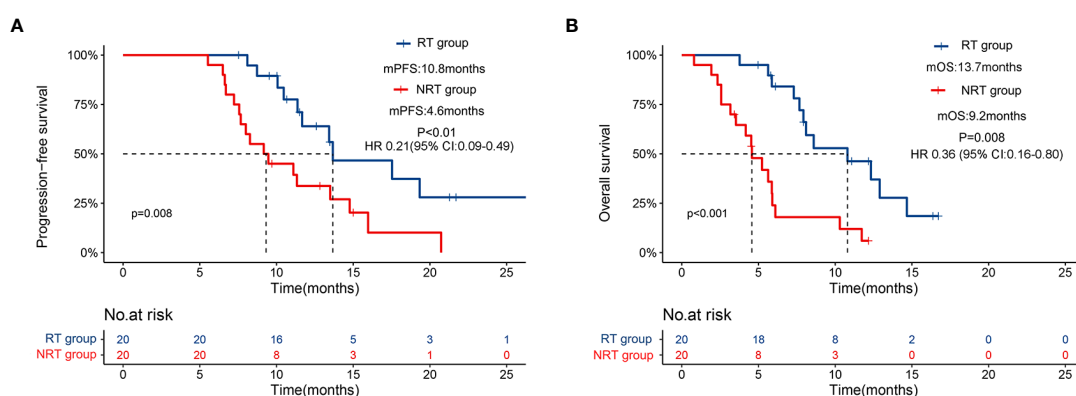 A
Progression-free survival
100%
75%
50%
25%
0%
RT group
mPFS:10.8months
NRT group
mPFS:4.6months
P<0.01
HR 0.21(95% CI:0.09-0.49)
p=0.008
0 5 10 15 20 25
Time(months)
No.at risk
RT group 20 20 16 5 3 1
NRT group 20 20 8 3 1 0
0 5 10 15 20 25
Time(months)
B
Overall survival
100%
75%
50%
25%
0%
RT group
mOS:13.7months
NRT group
mOS:9.2months
P=0.008
HR 0.36 (95% CI:0.16-0.80)
p<0.001
0 5 10 15 20 25
Time(months)
No.at risk
RT group 20 18 8 2 0 0
NRT group 20 8 3 0 0 0
0 5 10 15 20 25
Time(months)